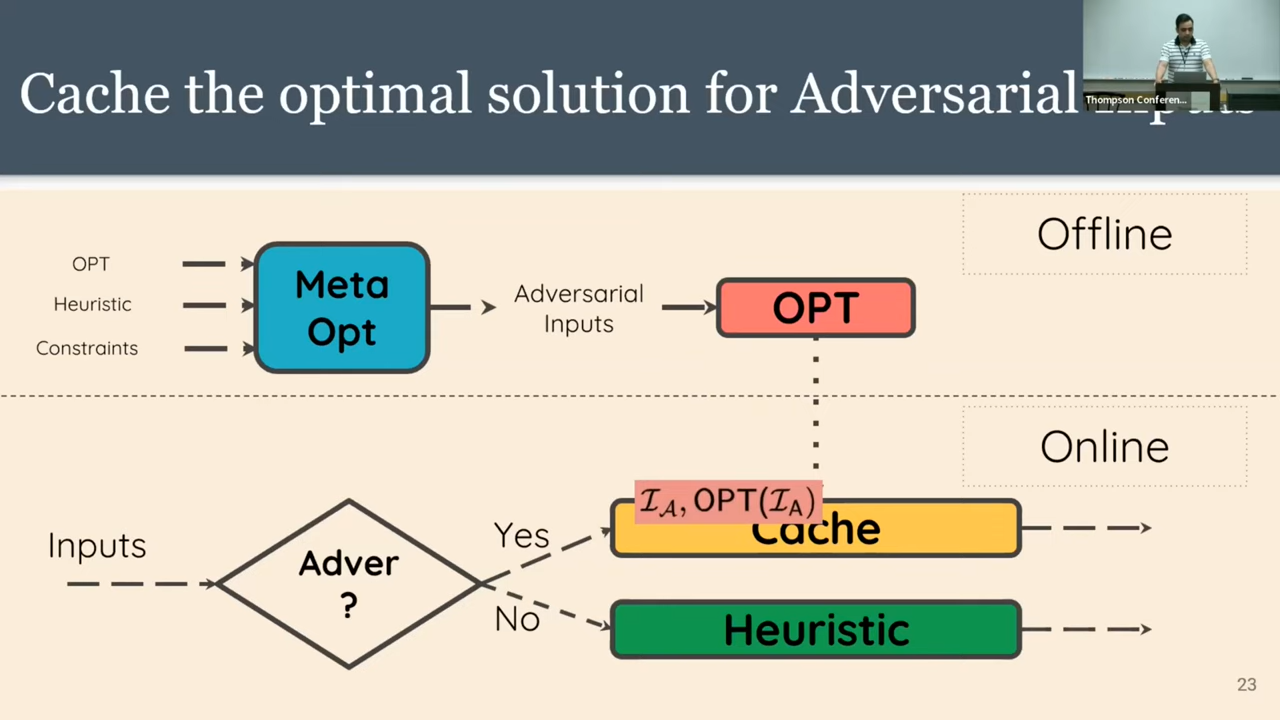 Cache the optimal solution for Adversarial
Thompson Conferen...
Offline
OPT
Heuristic
Constraints
Meta
Opt
Adversarial
Inputs
OPT
Online
Inputs
Adver
?
Yes
No
𝓘_𝓐, OPT(𝓘_A)
Cache
Heuristic
23